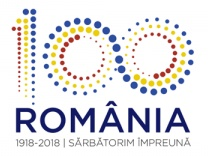 100
ROMÂNIA
1918-2018 | SĂRBĂTORIM ÎMPREUNĂ